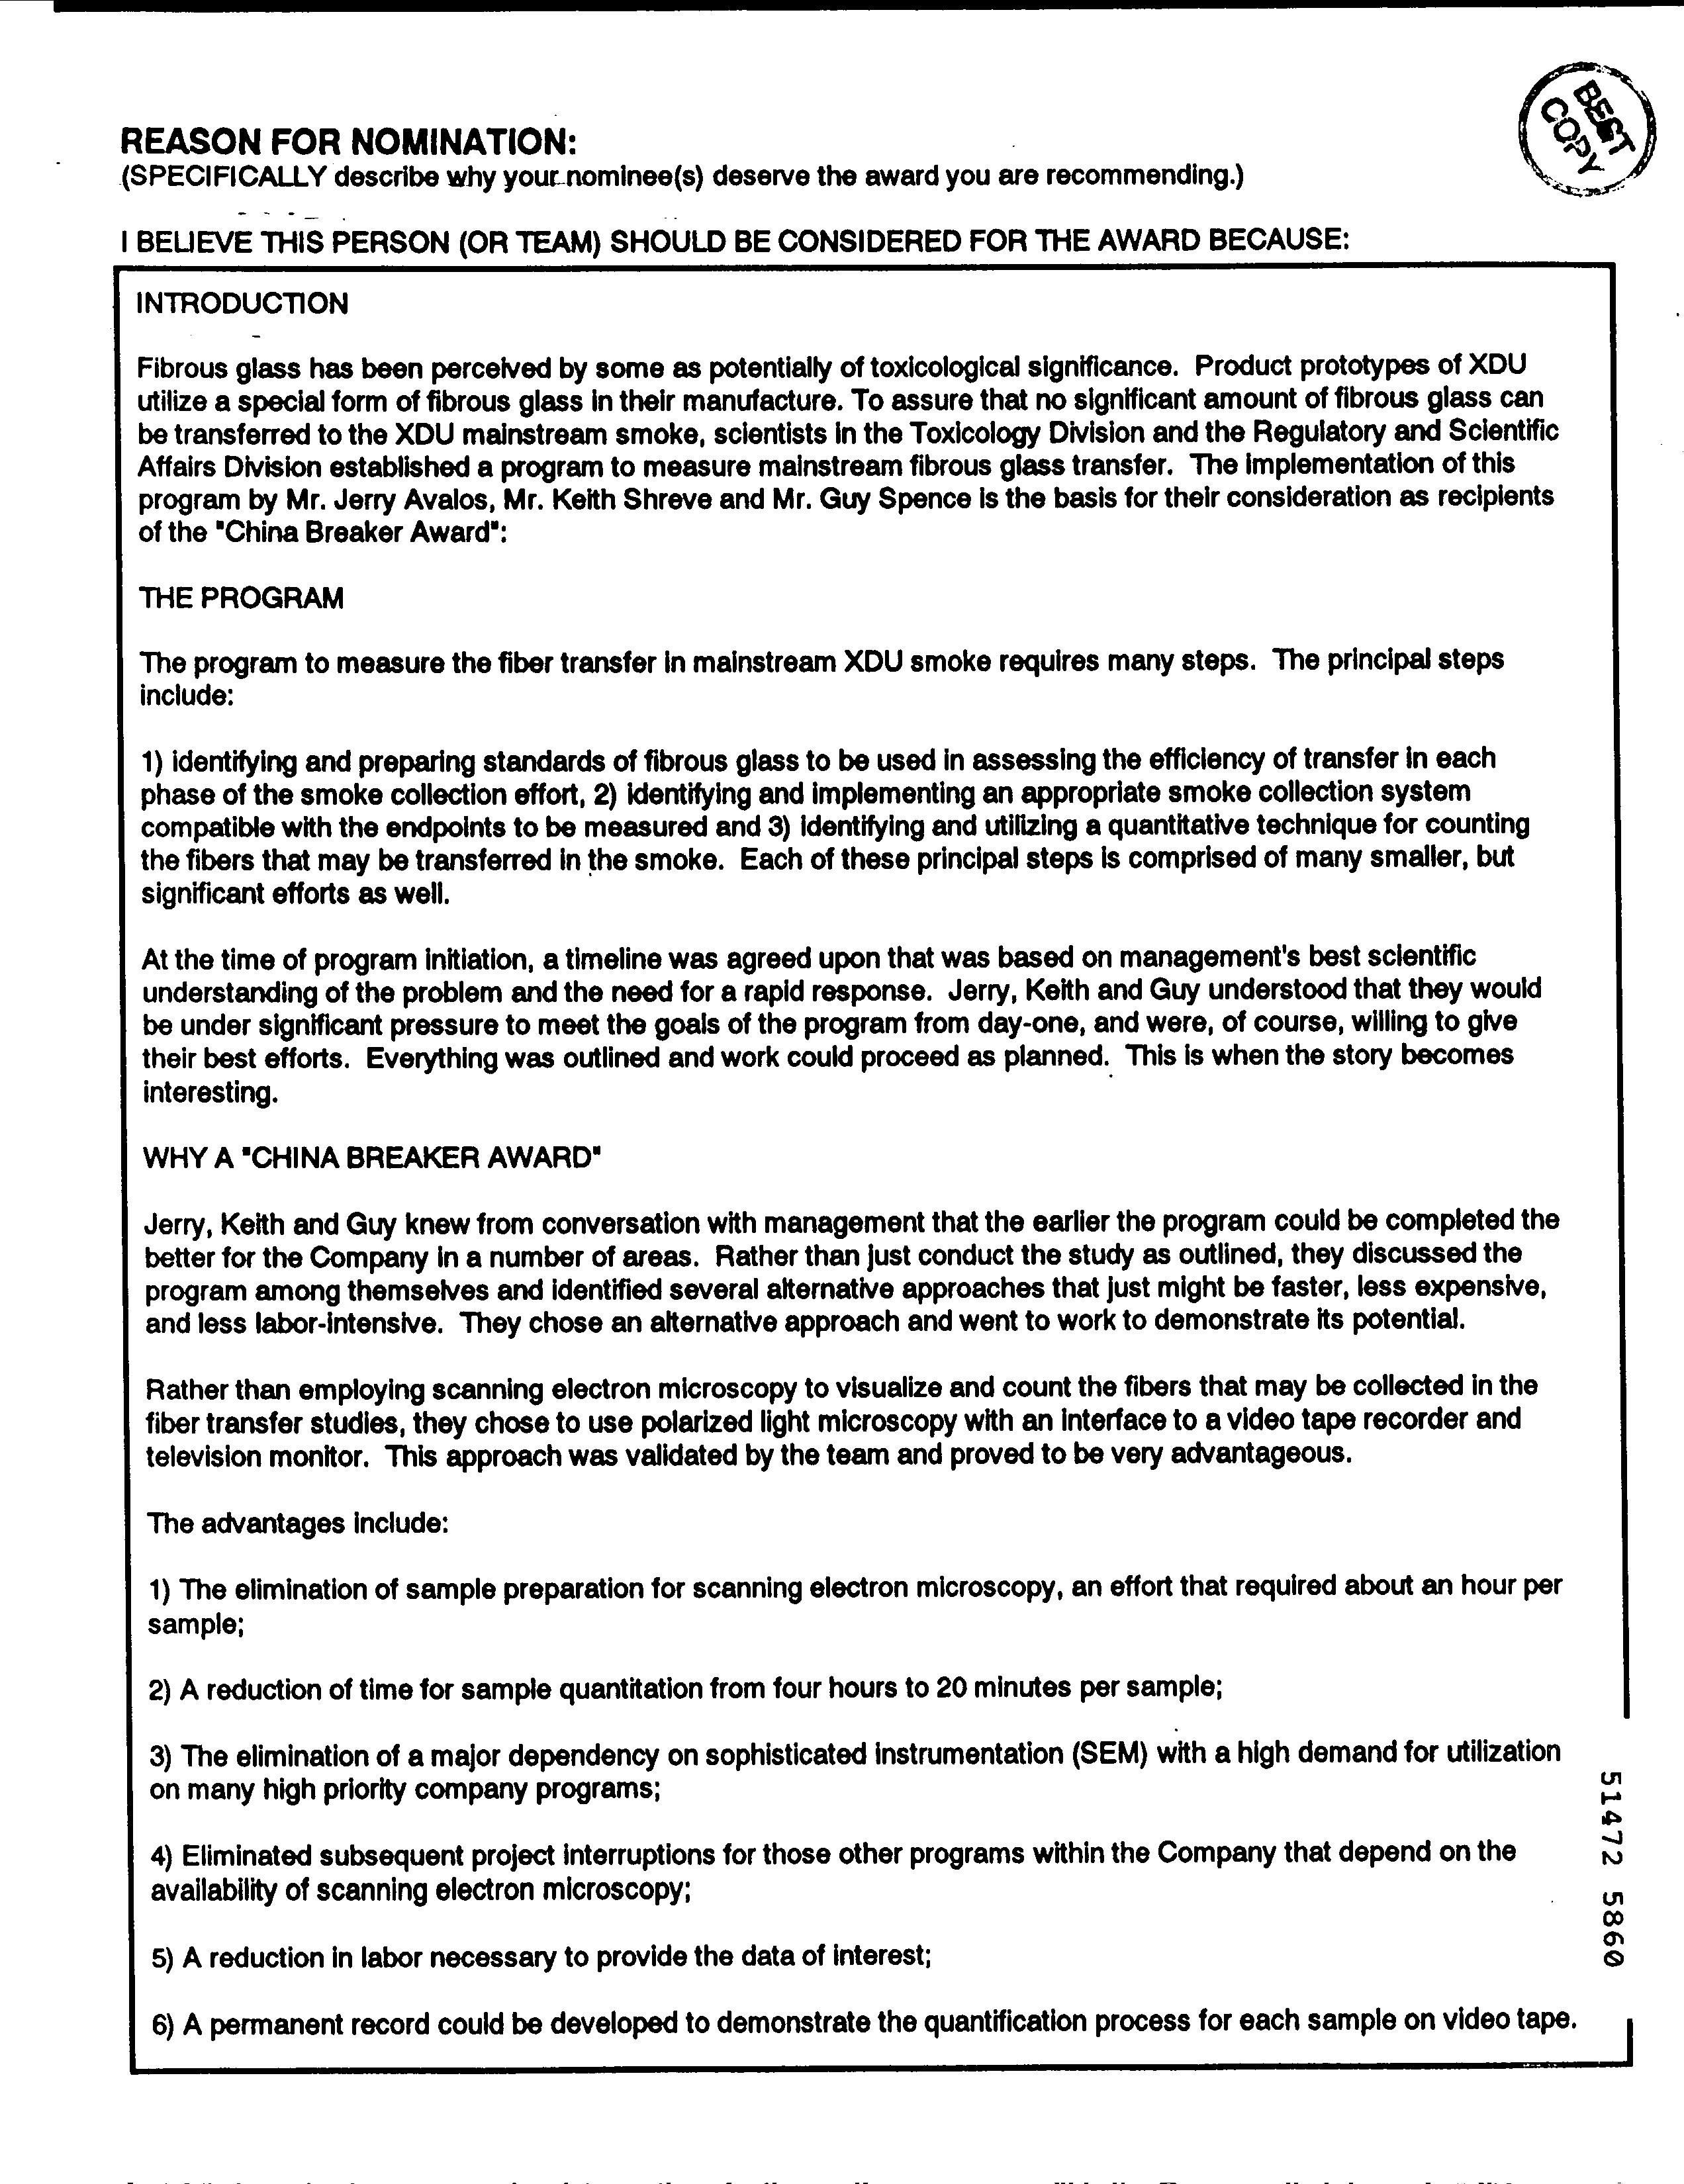 BEST
COPY
REASON FOR NOMINATION:
(SPECIFICALLY describe why your nominee(s) deserve the award you are recommending.)
I BELIEVE THIS PERSON (OR TEAM) SHOULD BE CONSIDERED FOR THE AWARD BECAUSE:
INTRODUCTION
Fibrous glass has been perceived by some as potentially of toxicological significance. Product prototypes of XDU
utilize a special form of fibrous glass in their manufacture. To assure that no significant amount of fibrous glass can
be transferred to the XDU mainstream smoke, scientists in the Toxicology Division and the Regulatory and Scientific
Affairs Division established a program to measure mainstream fibrous glass transfer. The implementation of this
program by Mr. Jerry Avalos, Mr. Keith Shreve and Mr. Guy Spence is the basis for their consideration as recipients
of the "China Breaker Award":
THE PROGRAM
The program to measure the fiber transfer in mainstream XDU smoke requires many steps. The principal steps
include:
1) identifying and preparing standards of fibrous glass to be used in assessing the efficiency of transfer in each
phase of the smoke collection effort, 2) identifying and implementing an appropriate smoke collection system
compatible with the endpoints to be measured and 3) identifying and utilizing a quantitative technique for counting
the fibers that may be transferred in the smoke. Each of these principal steps is comprised of many smaller, but
significant efforts as well.
At the time of program initiation, a timeline was agreed upon that was based on management's best scientific
understanding of the problem and the need for a rapid response. Jerry, Keith and Guy understood that they would
be under significant pressure to meet the goals of the program from day-one, and were, of course, willing to give
their best efforts. Everything was outlined and work could proceed as planned. This is when the story becomes
interesting.
WHY A "CHINA BREAKER AWARD"
Jerry, Keith and Guy knew from conversation with management that the earlier the program could be completed the
better for the Company in a number of areas. Rather than just conduct the study as outlined, they discussed the
program among themselves and identified several alternative approaches that just might be faster, less expensive,
and less labor-intensive. They chose an alternative approach and went to work to demonstrate its potential.
Rather than employing scanning electron microscopy to visualize and count the fibers that may be collected in the
fiber transfer studies, they chose to use polarized light microscopy with an interface to a video tape recorder and
television monitor. This approach was validated by the team and proved to be very advantageous.
The advantages include:
1) The elimination of sample preparation for scanning electron microscopy, an effort that required about an hour per
sample;
2) A reduction of time for sample quantitation from four hours to 20 minutes per sample;
3) The elimination of a major dependency on sophisticated instrumentation (SEM) with a high demand for utilization
on many high priority company programs;
4) Eliminated subsequent project interruptions for those other programs within the Company that depend on the
availability of scanning electron microscopy;
5) A reduction in labor necessary to provide the data of interest;
6) A permanent record could be developed to demonstrate the quantification process for each sample on video tape.
51472 5860